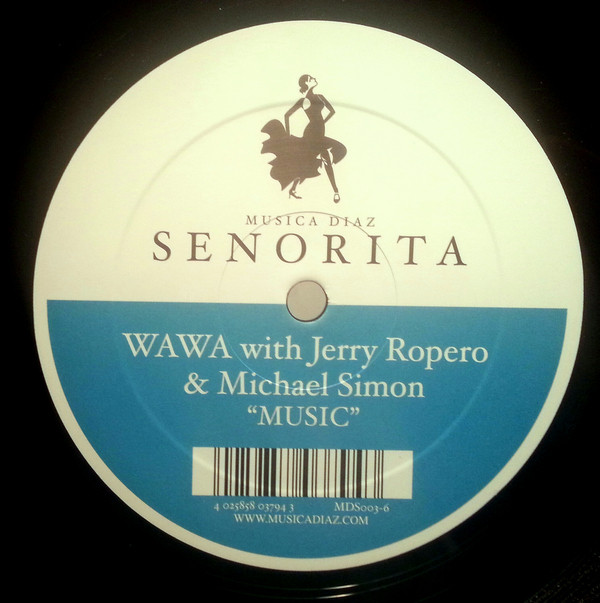 MUSICA DIAZ
SENORITA
WAWA with Jerry Ropero
& Michael Simon
“MUSIC”
4 025858 03794 3 MDS003-6
WWW.MUSICADIAZ.COM